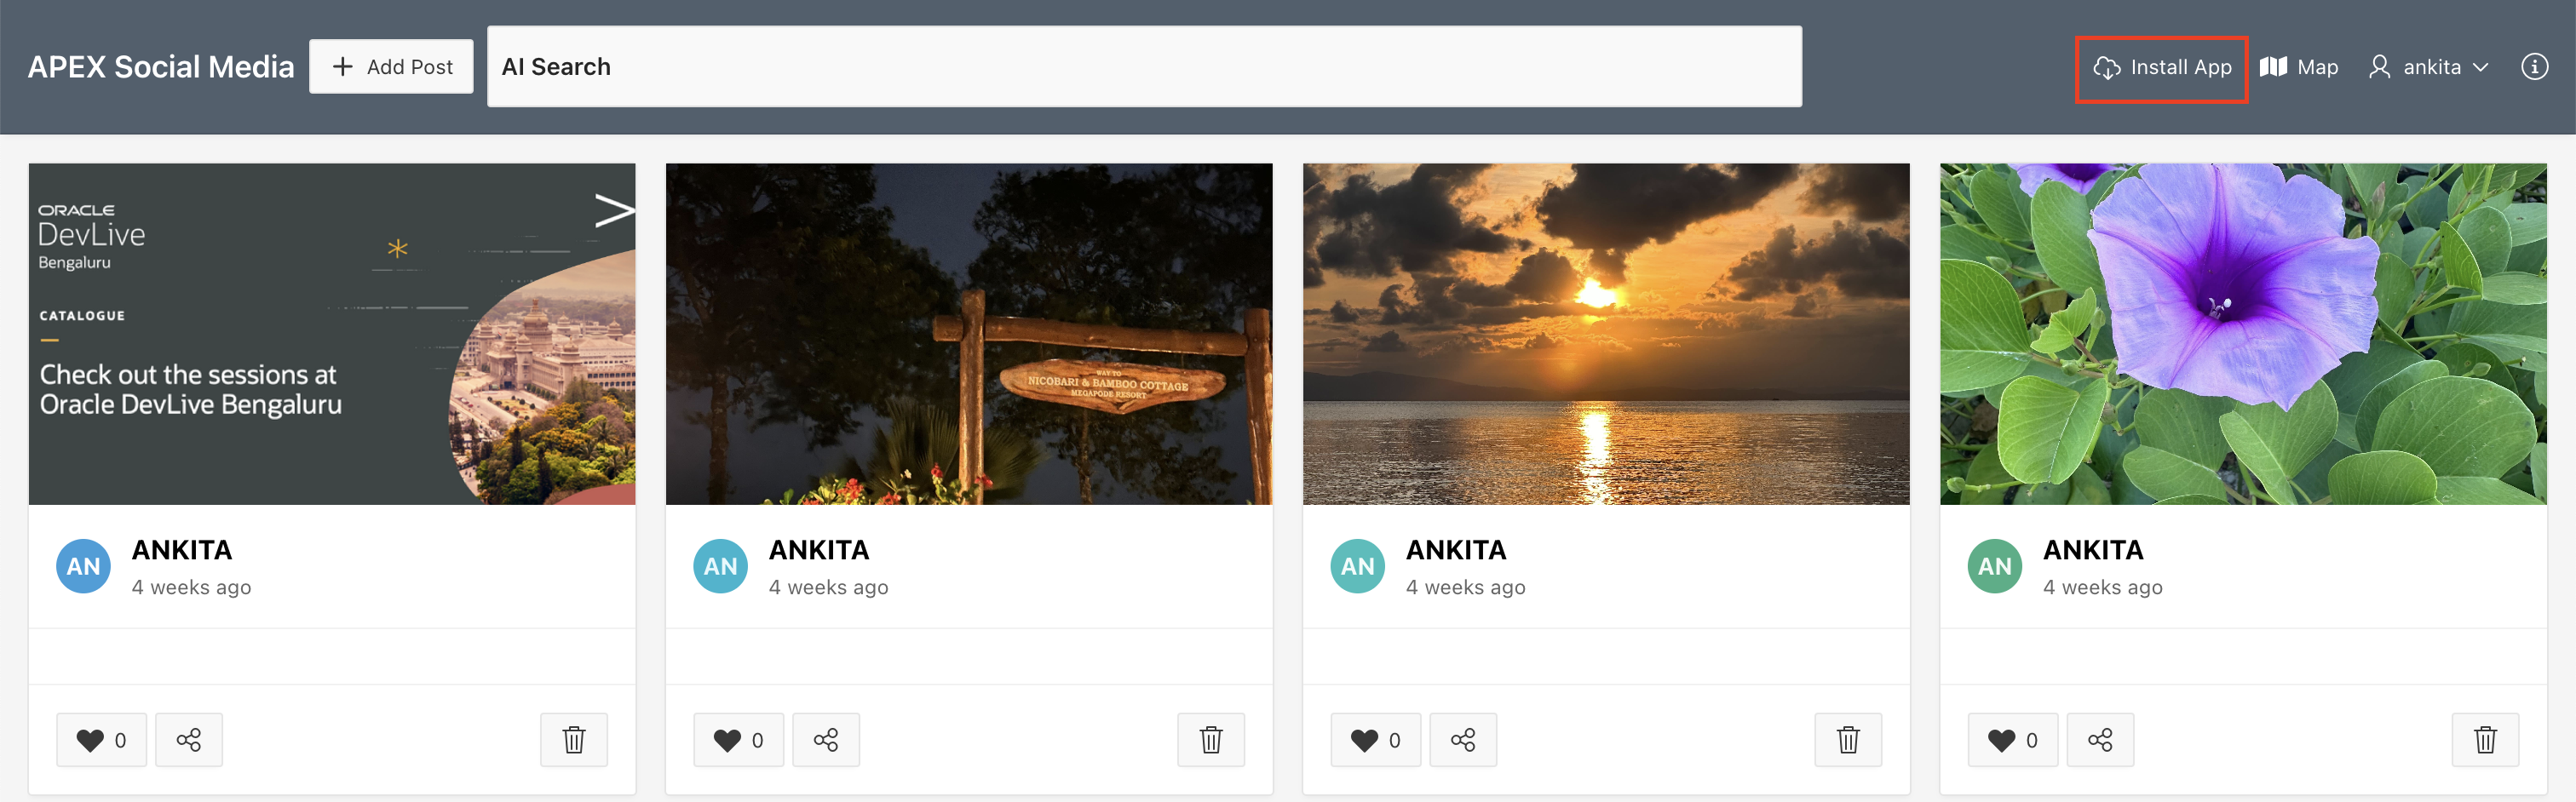 APEX Social Media
Add Post
AI Search
Install App
Map
ankita
ORACLE
DevLive
Bengaluru
CATALOGUE
Check out the sessions at
Oracle DevLive Bengaluru
WAY TO
NICOBARI & BAMBOO COTTAGE
MEGAPODE RESORT
AN
ANKITA
4 weeks ago
AN
ANKITA
4 weeks ago
AN
ANKITA
4 weeks ago
AN
ANKITA
4 weeks ago
0
0
0
0